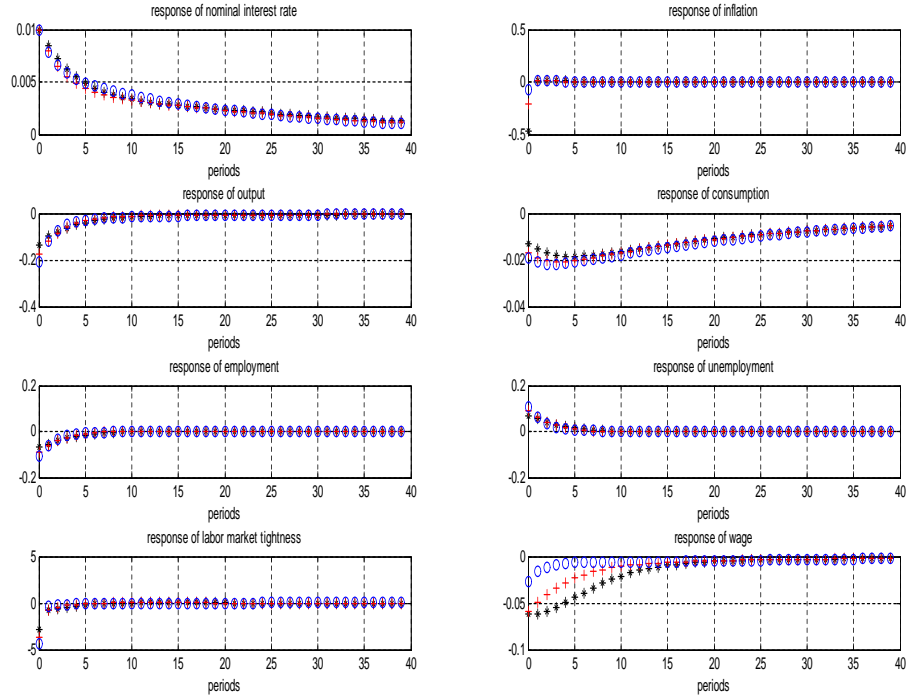 response of nominal interest rate
0.01
0.005
0
0 5 10 15 20 25 30 35 40
periods
response of inflation
0.5
0
-0.5
0 5 10 15 20 25 30 35 40
periods
response of output
0
-0.2
-0.4
0 5 10 15 20 25 30 35 40
periods
response of consumption
0
-0.02
-0.04
0 5 10 15 20 25 30 35 40
periods
response of employment
0.2
0
-0.2
0 5 10 15 20 25 30 35 40
periods
response of unemployment
0.2
0
-0.2
0 5 10 15 20 25 30 35 40
periods
response of labor market tightness
5
0
-5
0 5 10 15 20 25 30 35 40
periods
response of wage
0
-0.05
-0.1
0 5 10 15 20 25 30 35 40
periods